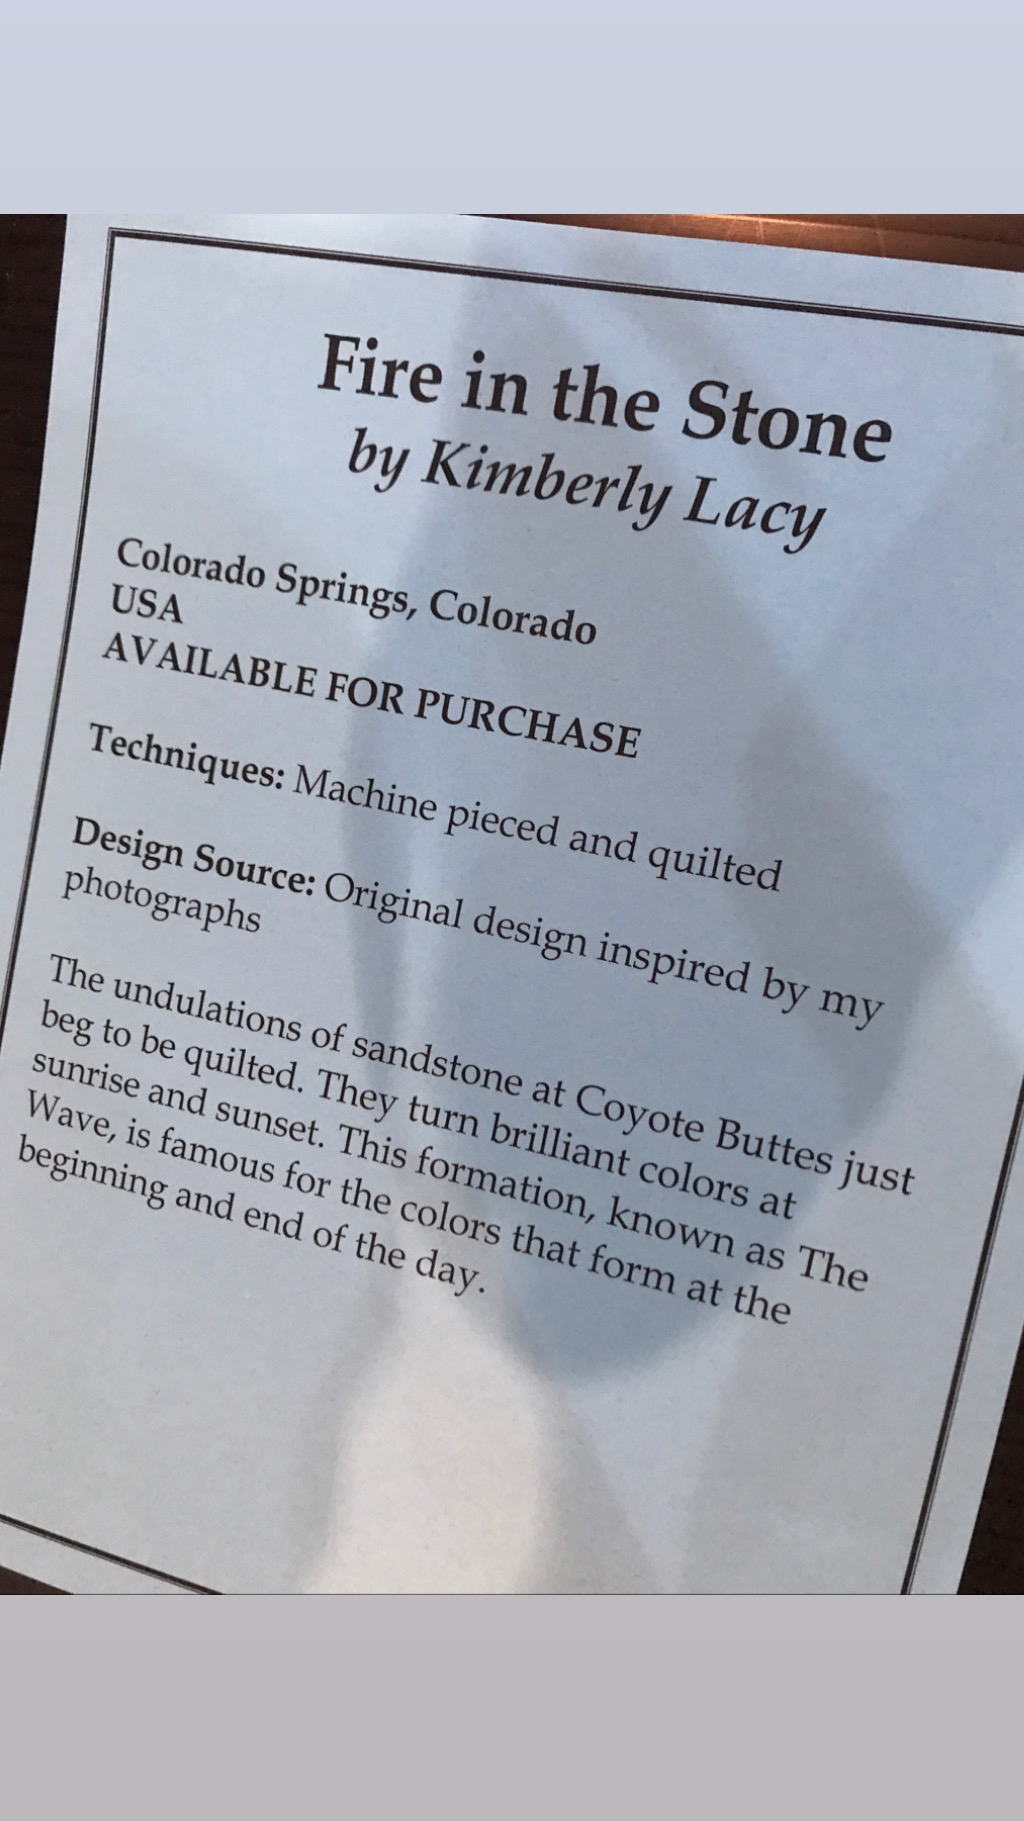 Fire in the Stone
by Kimberly Lacy
Colorado Springs, Colorado
USA
AVAILABLE FOR PURCHASE
Techniques: Machine pieced and quilted
Design Source: Original design inspired by my
photographs
The undulations of sandstone at Coyote Buttes just
beg to be quilted. They turn brilliant colors at
sunrise and sunset. This formation, known as The
Wave, is famous for the colors that form at the
beginning and end of the day.